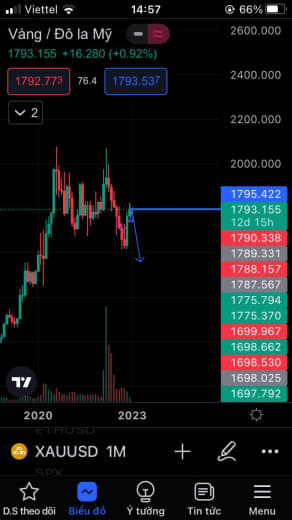 Viettel 14:57 66%
Vàng / Đô la Mỹ
1793.155 +16.280 (+0.92%)
1792.773 76.4 1793.537
2
2600.000
2400.000
2200.000
2000.000
1795.422
1793.155
12d 15h
1790.338
1789.331
1788.157
1787.567
1775.794
1775.370
1699.967
1698.662
1698.530
1698.025
1697.792
2020 2023
ETHUSD
XAUUSD 1M
SPX
D.S theo dõi Biểu đồ Ý tưởng Tin tức Menu